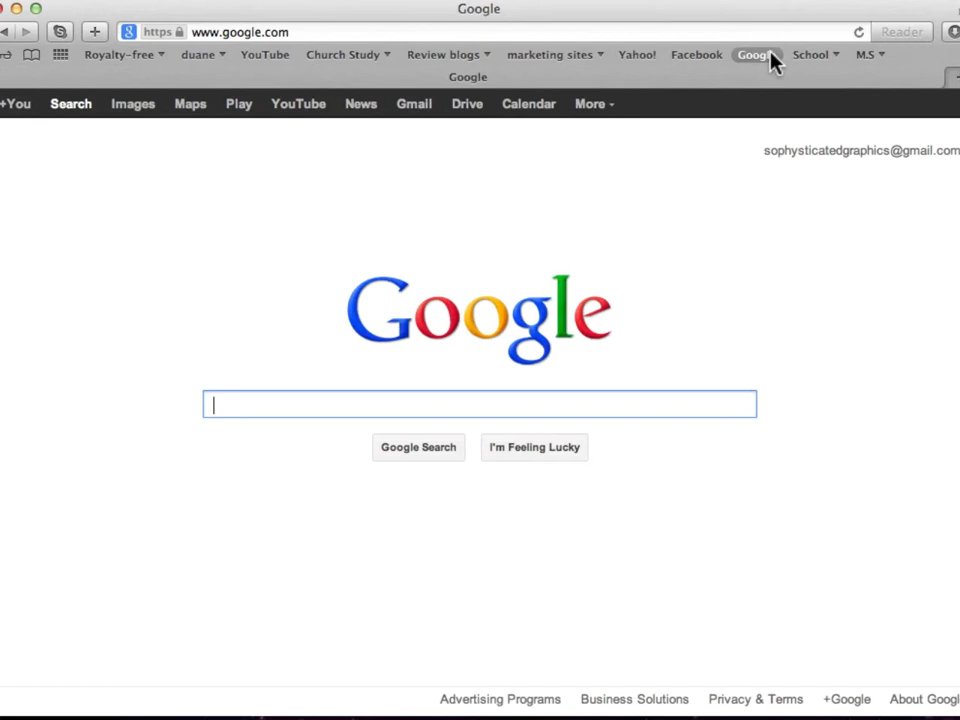 Google
https www.google.com Reader
Royalty-free duane YouTube Church Study Review blogs marketing sites Yahoo! Facebook School M.S
Google
+You Search Images Maps Play YouTube News Gmail Drive Calendar More
sophysticatedgraphics@gmail.com
Google
Google Search I'm Feeling Lucky
Advertising Programs Business Solutions Privacy & Terms +Google About Googl